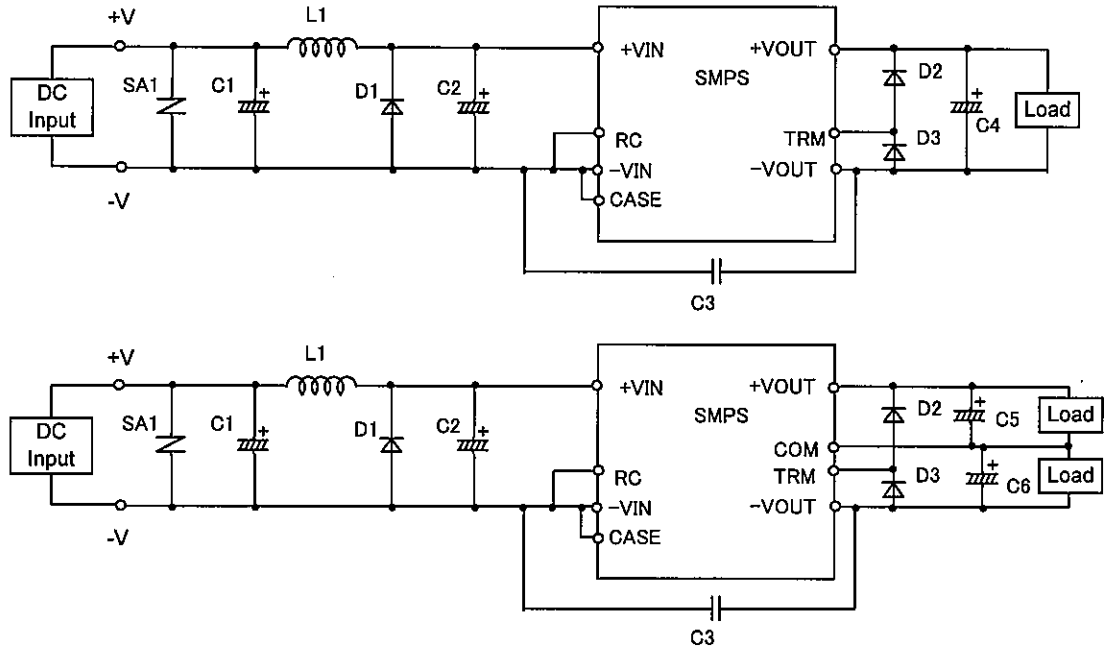 +V
L1
+VIN
+VOUT
SMPS
DC
Input
SA1
C1
+
D1
C2
+
D2
+
C4
Load
RC
TRM
D3
-VIN
-VOUT
-V
CASE
C3
+V
L1
+VIN
+VOUT
SMPS
DC
Input
SA1
C1
+
D1
C2
+
D2
+
C5
Load
COM
RC
TRM
D3
+
C6
Load
-VIN
-VOUT
-V
CASE
C3